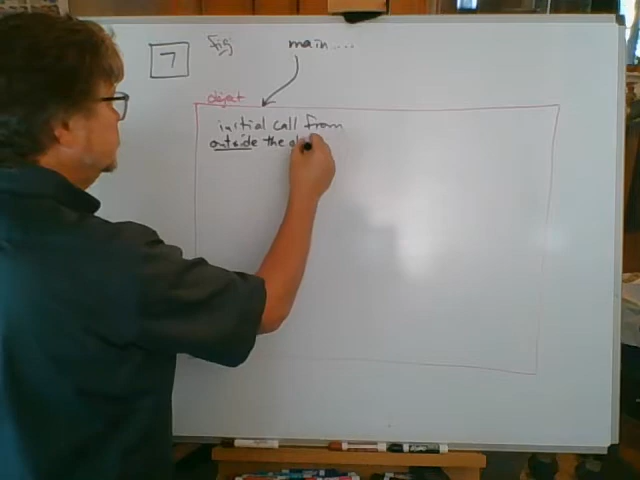 7
fig
main....
object
initial call from
outside the